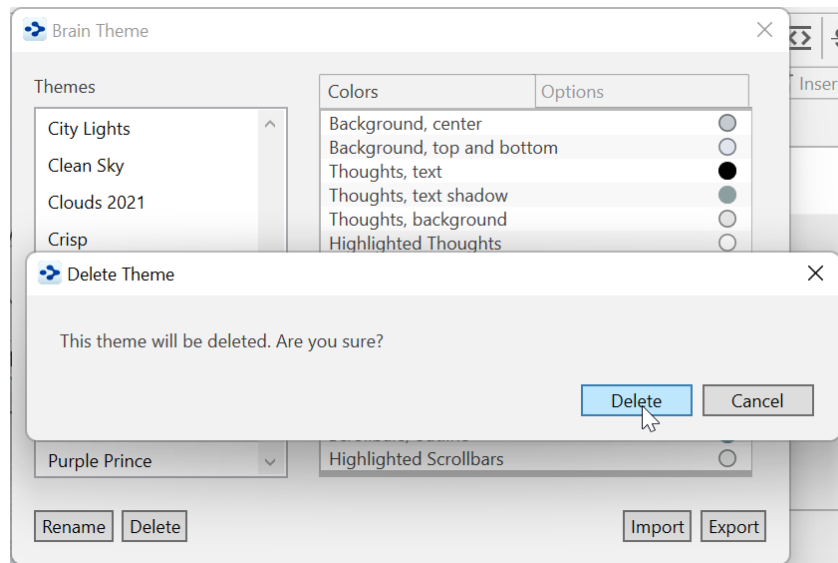 Brain Theme
Inser
Themes
Colors
Options
City Lights
Clean Sky
Clouds 2021
Crisp
Background, center
Background, top and bottom
Thoughts, text
Thoughts, text shadow
Thoughts, background
Highlighted Thoughts
Delete Theme
This theme will be deleted. Are you sure?
Delete
Cancel
Purple Prince
Highlighted Scrollbars
Rename
Delete
Import
Export